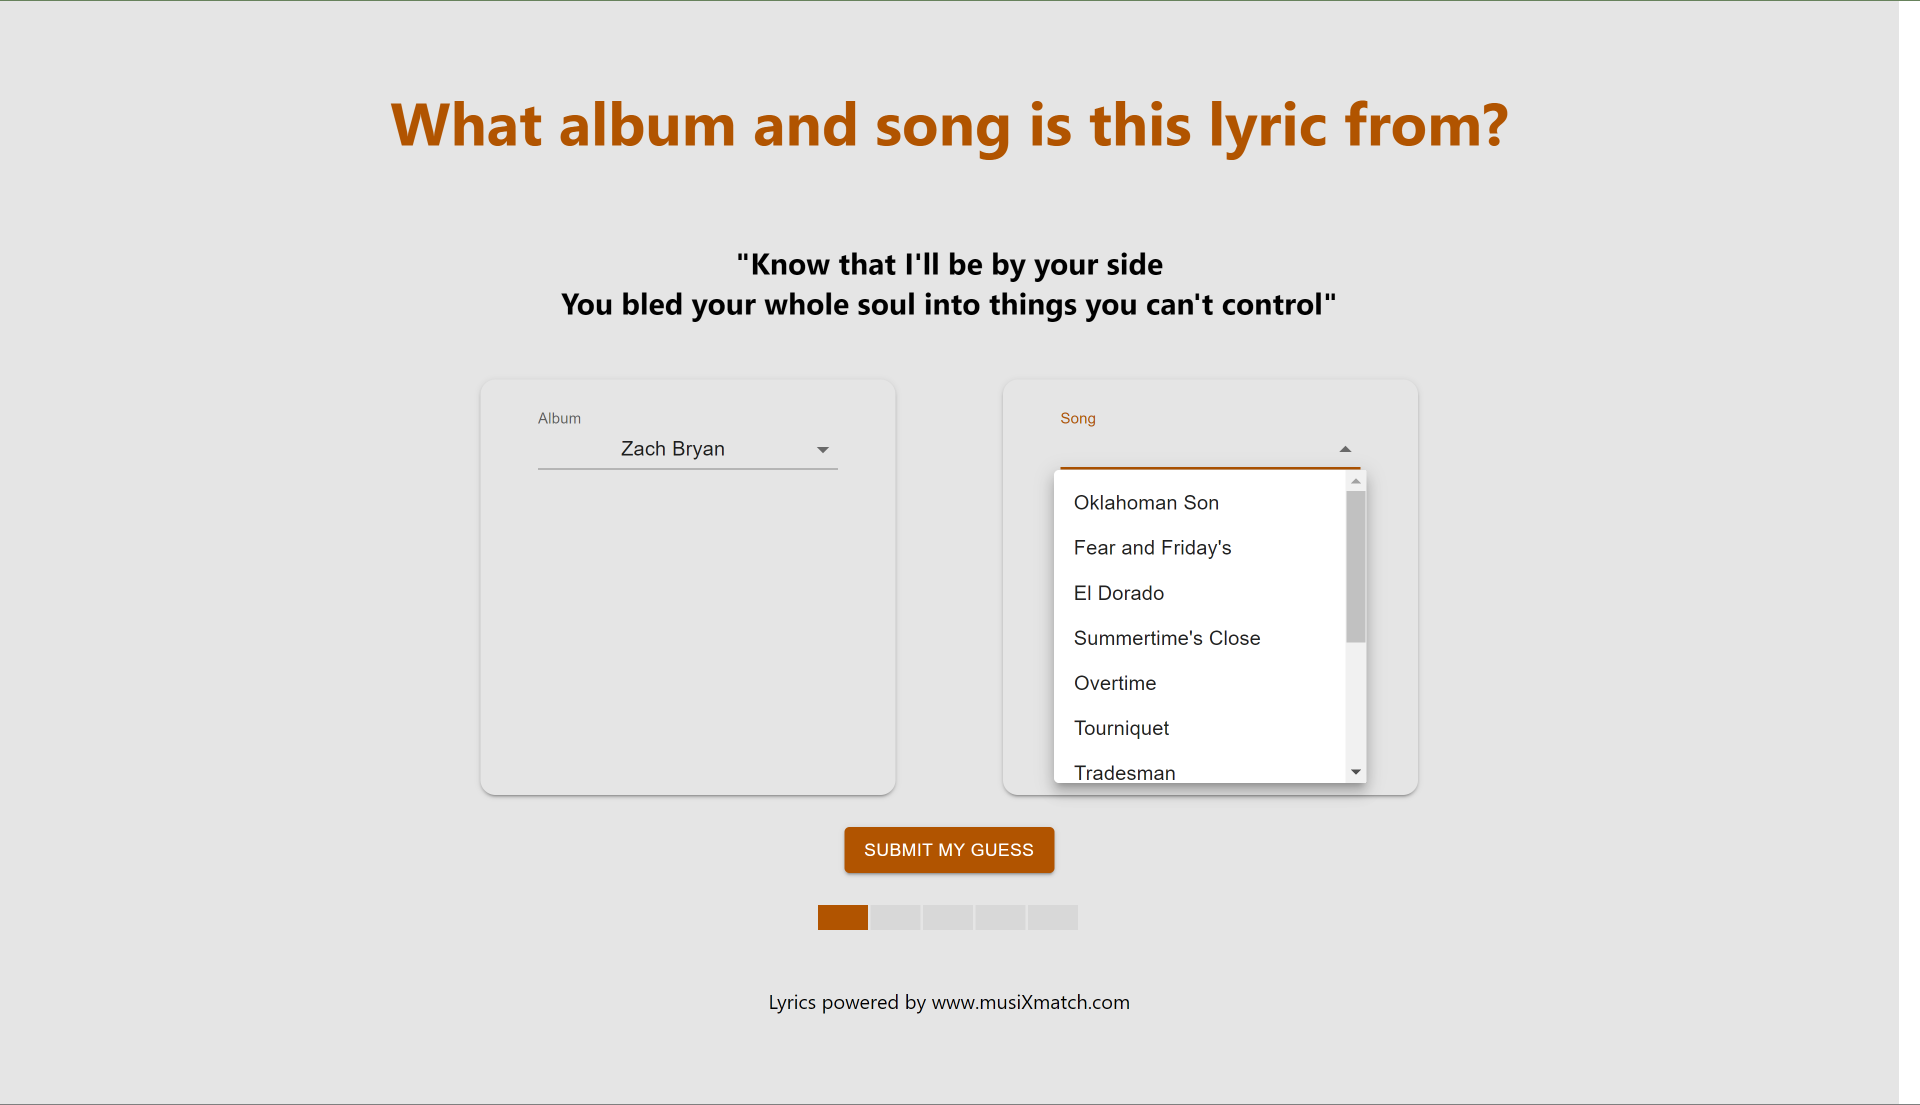 What album and song is this lyric from?
"Know that I'll be by your side
You bled your whole soul into things you can't control"
Album
Zach Bryan
Song
Oklahoman Son
Fear and Friday's
El Dorado
Summertime's Close
Overtime
Tourniquet
Tradesman
SUBMIT MY GUESS
Lyrics powered by www.musiXmatch.com